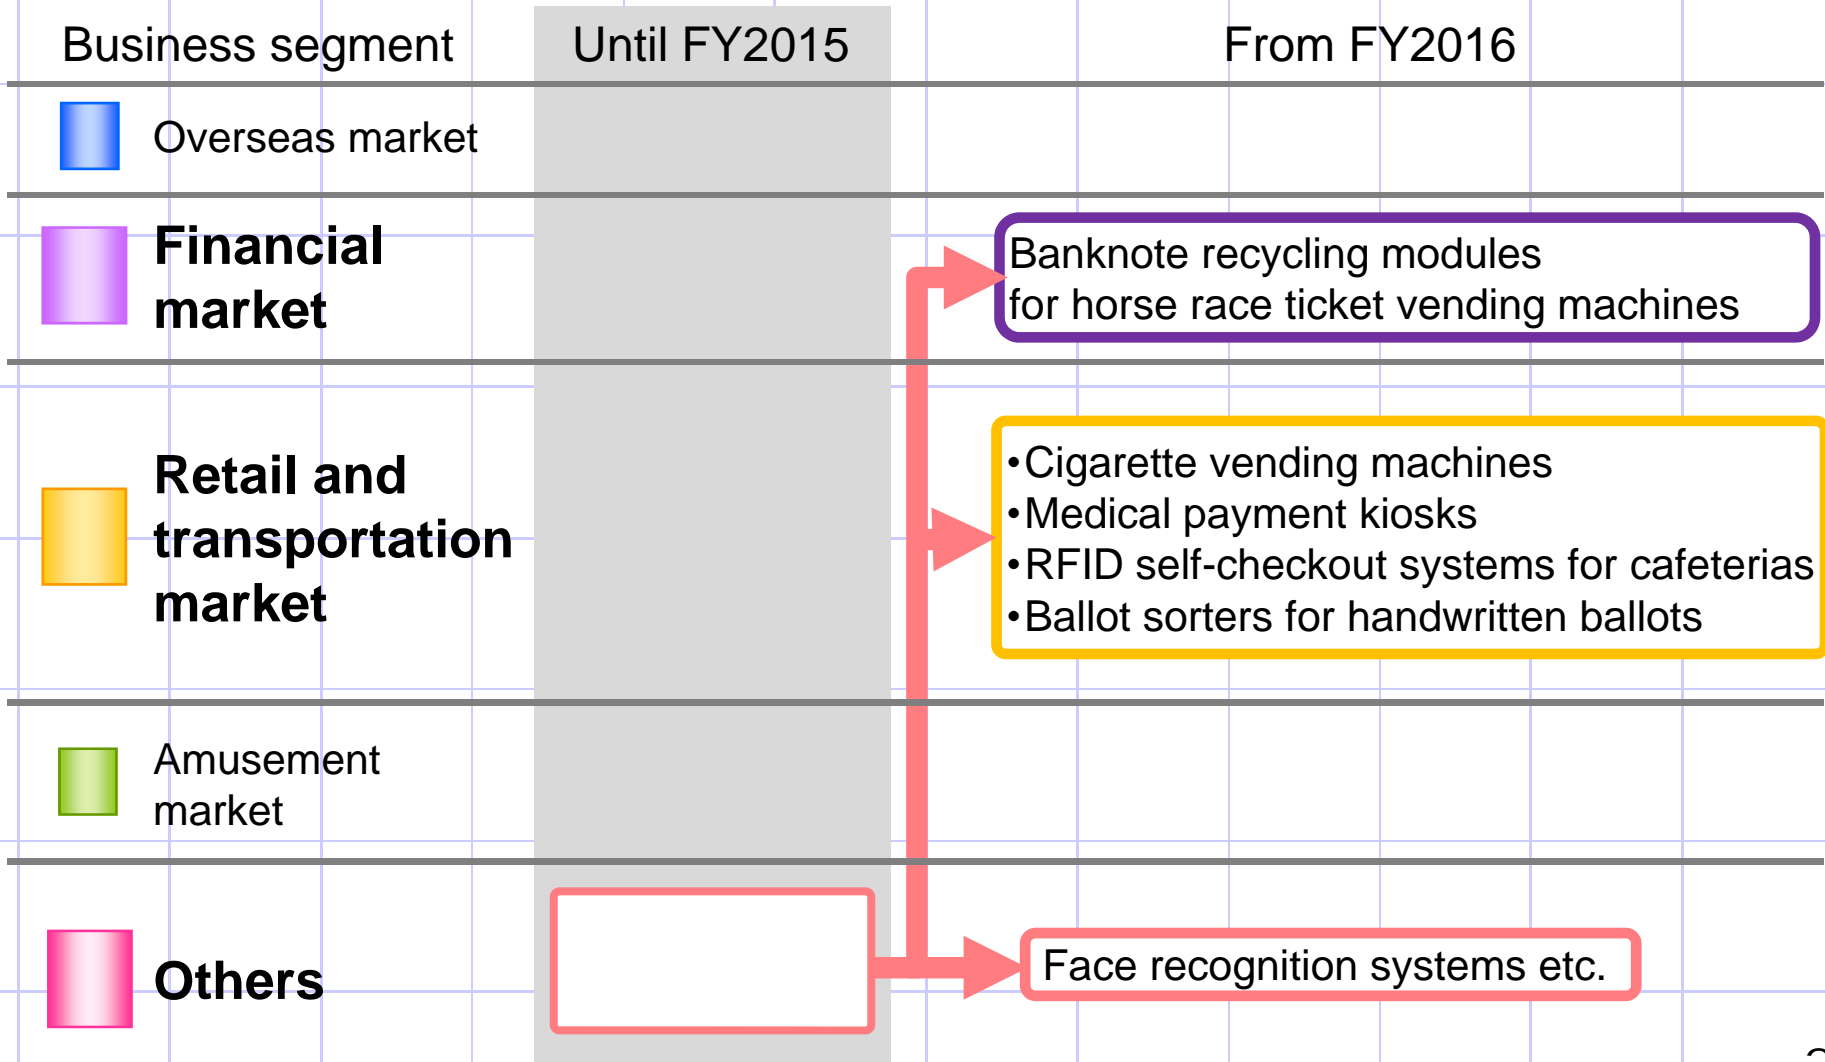 Business segment
Until FY2015
From FY2016
Overseas market
Financial
market
Banknote recycling modules
for horse race ticket vending machines
Retail and
transportation
market
•Cigarette vending machines
•Medical payment kiosks
•RFID self-checkout systems for cafeterias
•Ballot sorters for handwritten ballots
Amusement
market
Others
Face recognition systems etc.